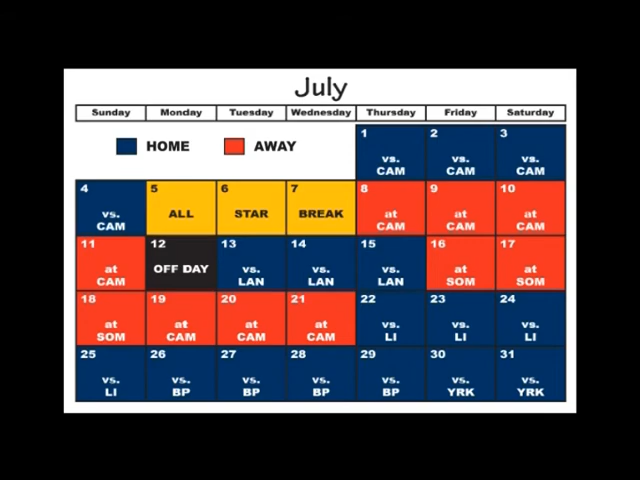 July
Sunday Monday Tuesday Wednesday Thursday Friday Saturday
HOME AWAY
1 2 3
vs. vs. vs.
CAM CAM CAM
4 5 6 7 8 9 10
vs. ALL STAR BREAK at at at
CAM CAM CAM CAM
11 12 13 14 15 16 17
at OFF DAY vs. vs. vs. at at
CAM LAN LAN LAN SOM SOM
18 19 20 21 22 23 24
at at at at vs. vs. vs.
SOM CAM CAM CAM LI LI LI
25 26 27 28 29 30 31
vs. vs. vs. vs. vs. vs. vs.
LI BP BP BP BP YRK YRK